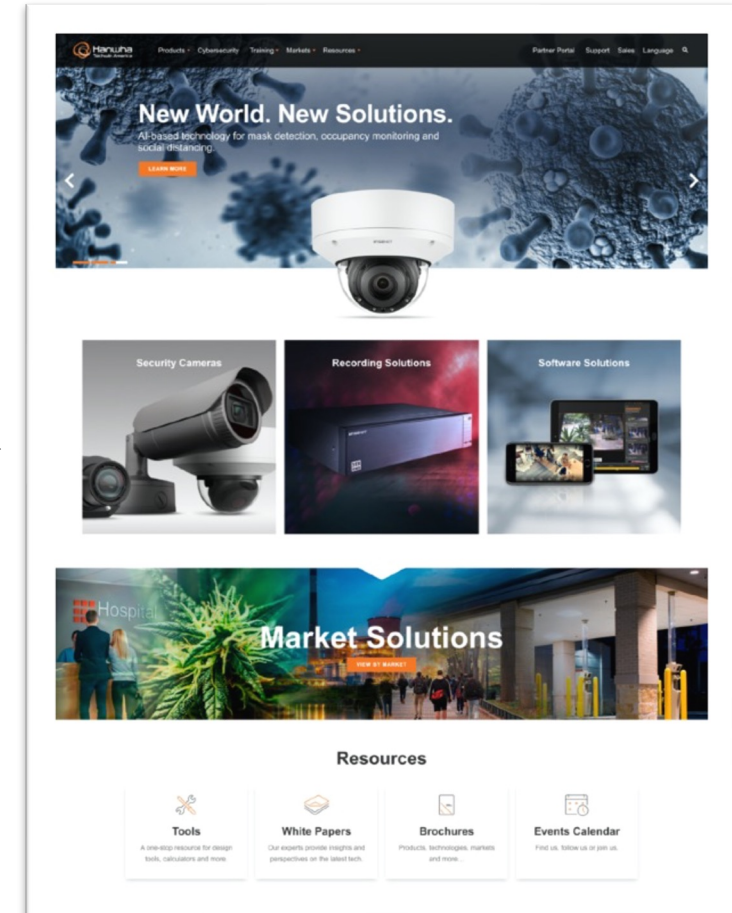 Hanwha
Techwin America
Products
Cybersecurity
Training
Markets
Resources
Partner Portal
Support
Sales
Language
New World. New Solutions.
AI-based technology for mask detection, occupancy monitoring and
social distancing.
LEARN MORE
Security Cameras
Recording Solutions
Software Solutions
Hospital
Market Solutions
VIEW BY MARKET
Resources
Tools
A one-stop resource for design
tools, calculators and more.
White Papers
Our experts provide insights and
perspectives on the latest tech.
Brochures
Products, technologies, markets
and more...
Events Calendar
Find us, follow us or join us.